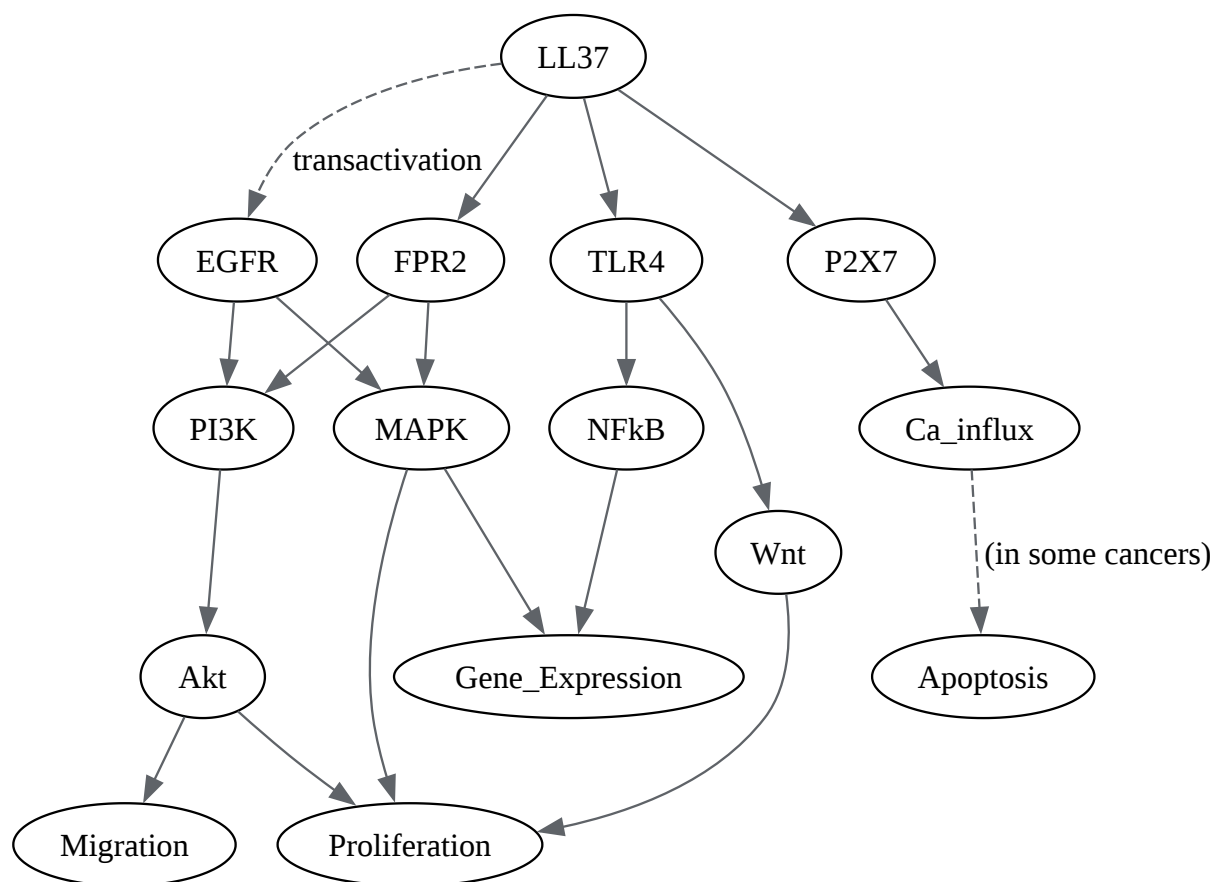 LL37
transactivation
EGFR
FPR2
TLR4
P2X7
PI3K
MAPK
NFkB
Ca_influx
Wnt
(in some cancers)
Akt
Gene_Expression
Apoptosis
Migration
Proliferation